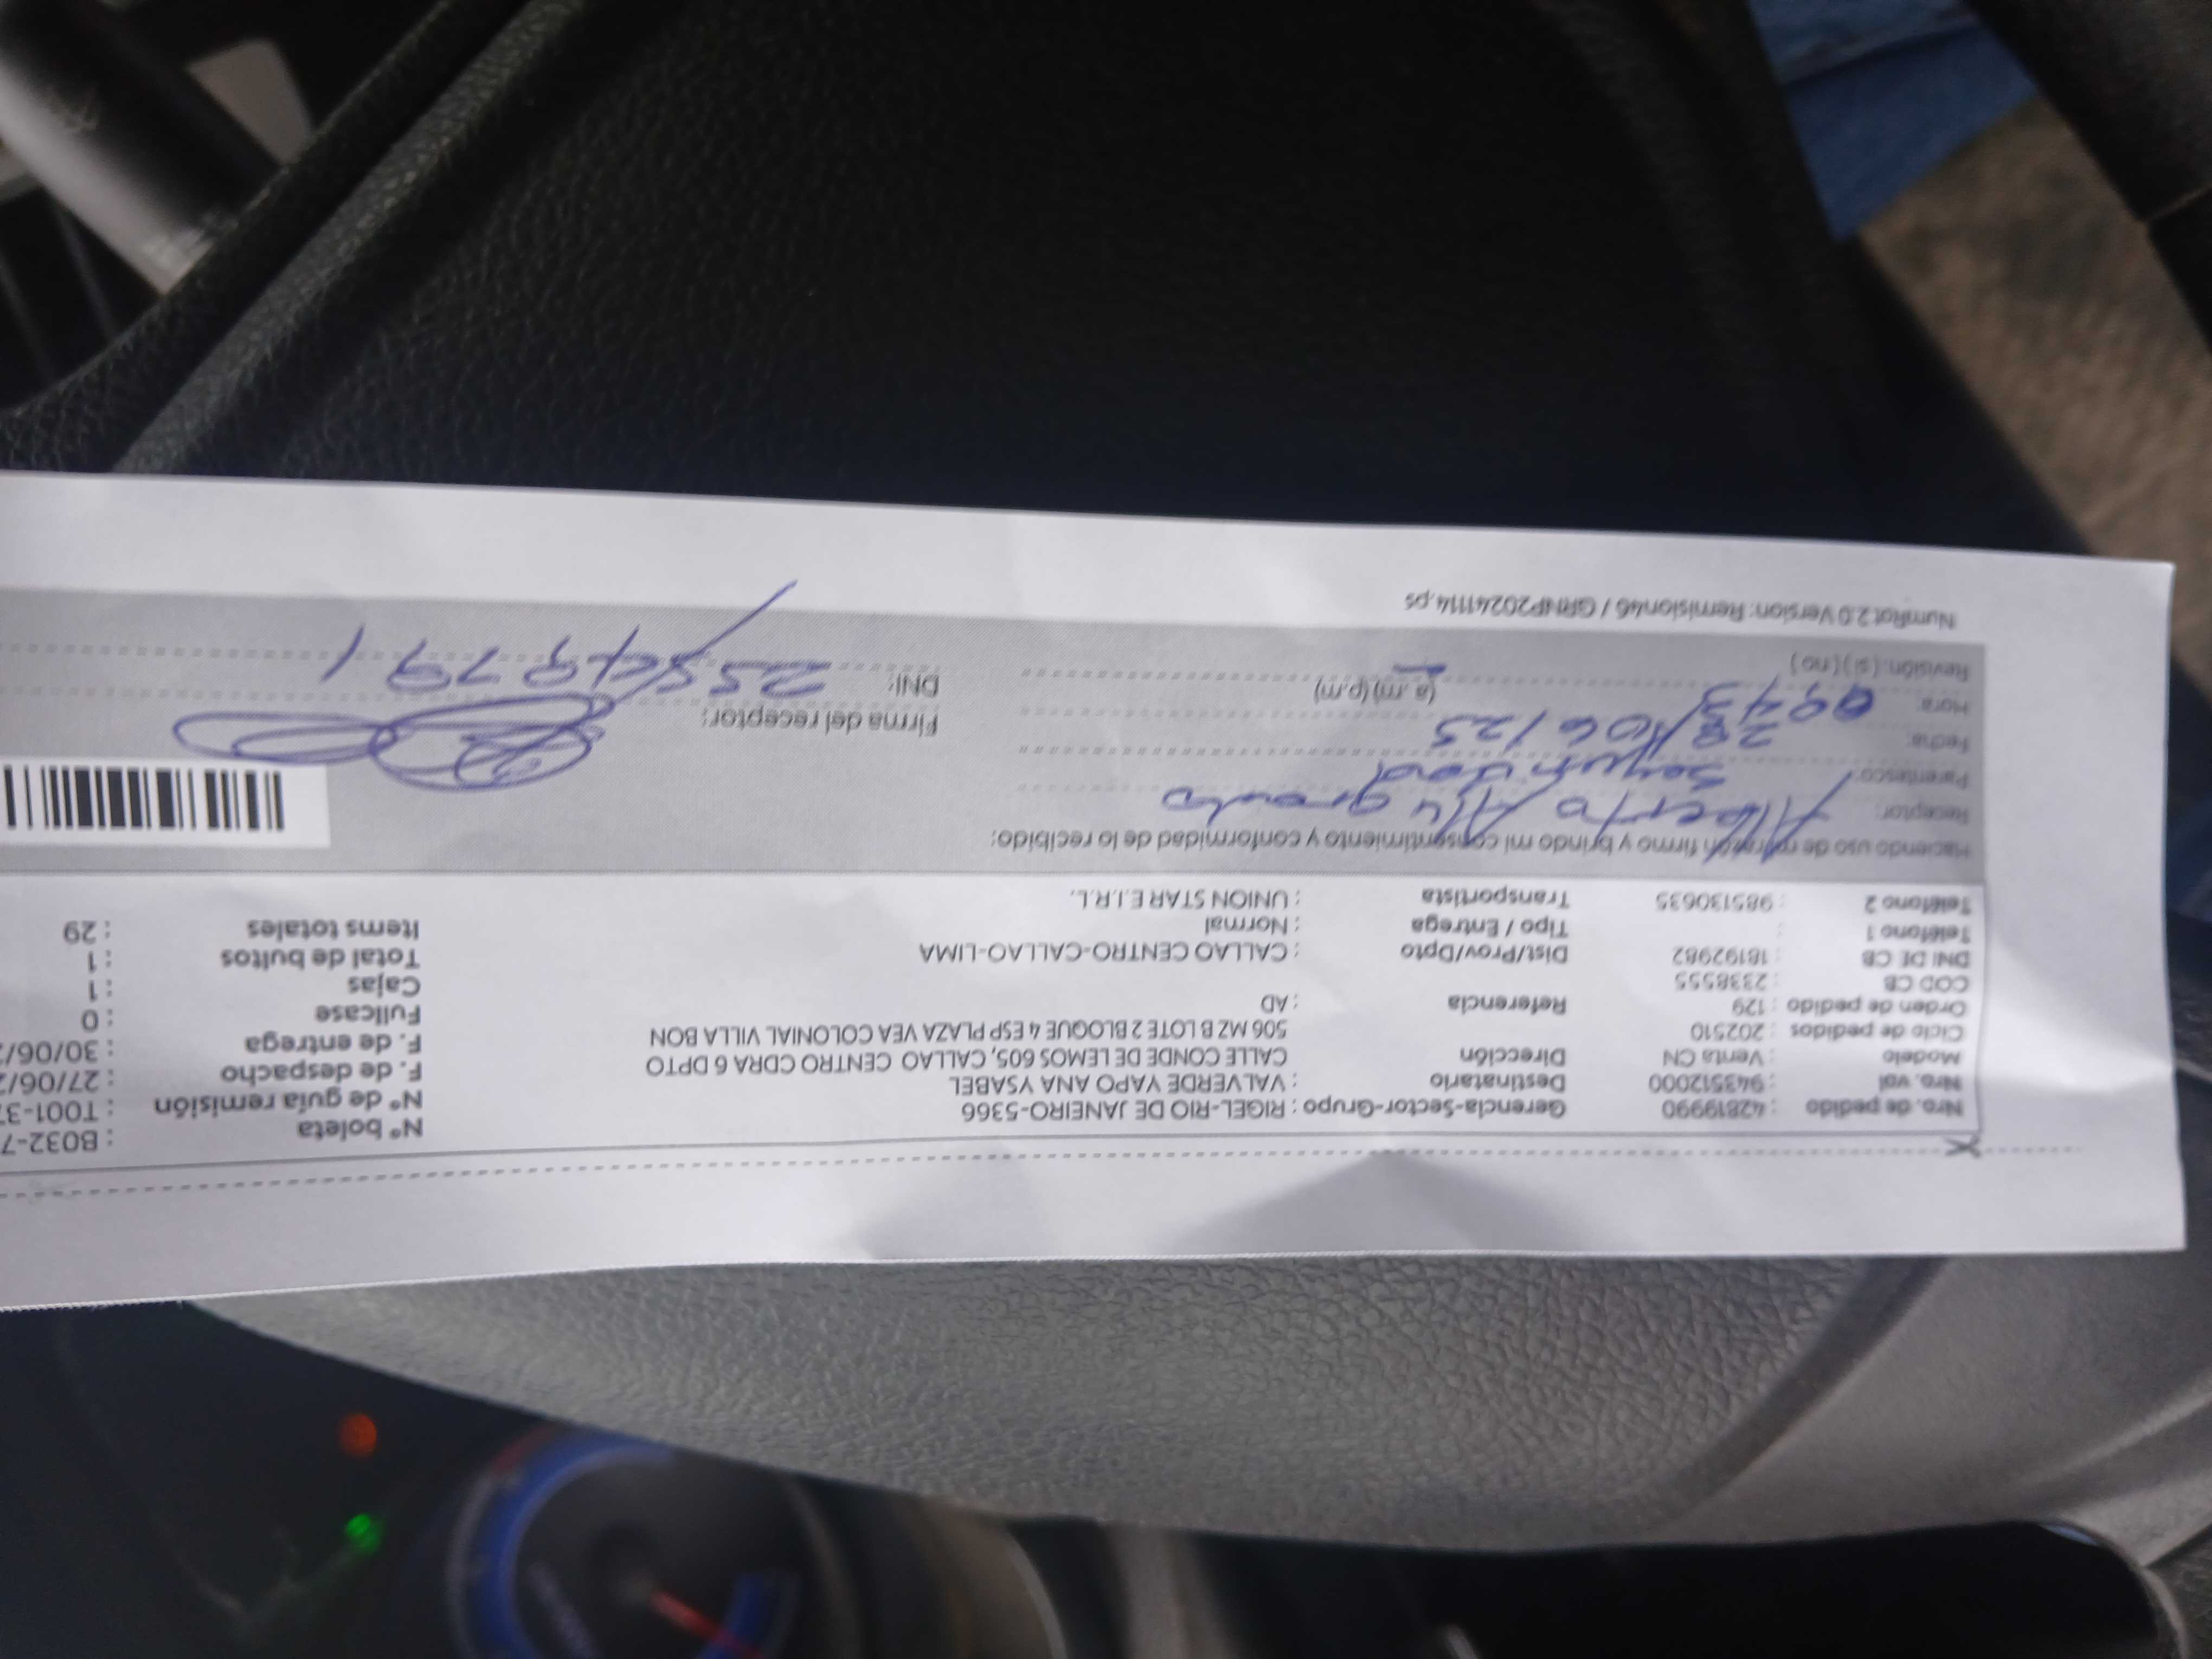 Nro. de pedido : 42819990 Gerencia-Sector-Grupo : RIGEL-RIO DE JANEIRO-5366 N° boleta : B032-7
Nro. val : 943512000 Destinatario : VALVERDE YAPO ANA YSABEL N° de guía remisión : T001-37
Modelo : Venta CN Dirección CALLE CONDE DE LEMOS 605, CALLAO CENTRO CDRA 6 DPTO F. de despacho : 27/06/2
Ciclo de pedidos : 202510 506 MZ B LOTE 2 BLOQUE 4 ESP PLAZA VEA COLONIAL VILLA BON F. de entrega : 30/06/2
Orden de pedido : 129 Referencia : AD Fullcase : 0
COD CB : 2338555 Cajas : 1
DNI DE CB : 18192982 Dist/Prov/Dpto : CALLAO CENTRO-CALLAO-LIMA Total de bultos : 1
Teléfono 1 : Tipo / Entrega : Normal Items totales : 29
Teléfono 2 : 985130635 Transportista : UNION STAR E.I.R.L.
Haciendo uso de mi razón firmo y brindo mi consentimiento y conformidad de lo recibido:
Receptor: Alberto
Parentesco: Seguridad
Fecha: 28/06/25 Firma del receptor:
Hora: 09:43 (a.m) (p.m) DNI: 25549791
Revisión: (si) (no)
NumRot 2.0 Version: Remision46 / GRNP20241114.ps